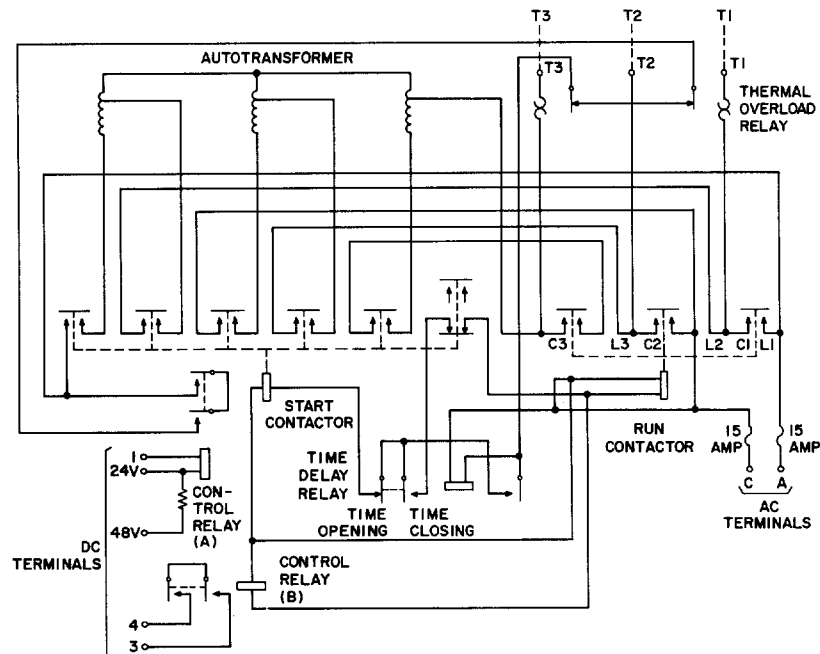 T3 T2 T1
AUTOTRANSFORMER
T3 T2 T1
THERMAL
OVERLOAD
RELAY
C3 L3 C2 L2 C1 L1
START
CONTACTOR
RUN
CONTACTOR
15
AMP
15
AMP
C A
AC
TERMINALS
TIME
DELAY
RELAY
TIME
OPENING
TIME
CLOSING
1
24V
48V
CON-
TROL
RELAY
(A)
DC
TERMINALS
CONTROL
RELAY
(B)
4
3